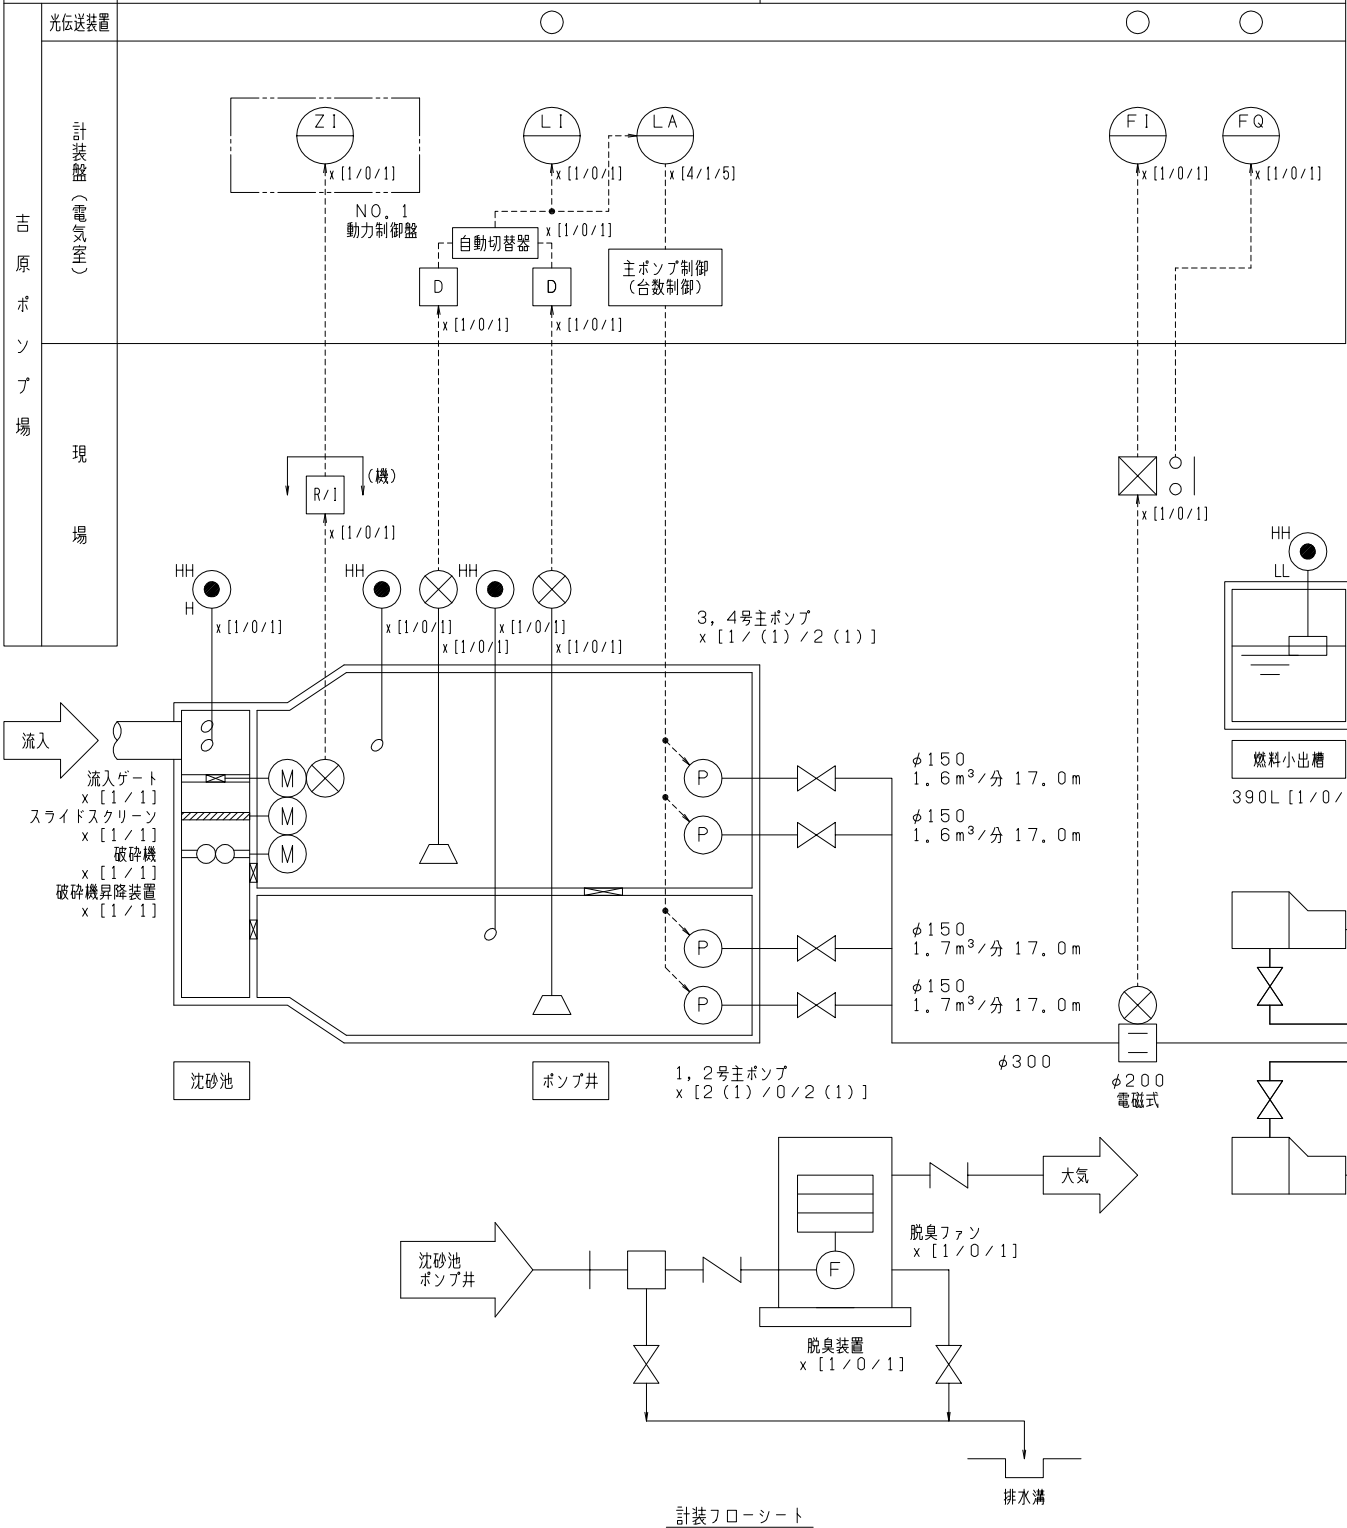 光伝送装置
吉原ポンプ場
計装盤（電気室）
ZI
LI
LA
FI
FQ
x [1/0/1]
x [1/0/1]
x [4/1/5]
x [1/0/1]
x [1/0/1]
NO。1
動力制御盤
x [1/0/1]
自動切替器
主ポンプ制御
（台数制御）
D
D
x [1/0/1]
x [1/0/1]
現場
(機)
R/I
x [1/0/1]
x [1/0/1]
HH
H
x [1/0/1]
HH
x [1/0/1]
x [1/0/1]
HH
x [1/0/1]
x [1/0/1]
HH
LL
3，4号主ポンプ
x [1/(1)/2(1)]
流入
流入ゲート
x [1/1]
スライドスクリーン
x [1/1]
破砕機
x [1/1]
破砕機昇降装置
x [1/1]
M
M
M
P
P
P
P
φ150
1。6m³/分 17。0m
φ150
1。6m³/分 17。0m
φ150
1。7m³/分 17。0m
φ150
1。7m³/分 17。0m
燃料小出槽
390L [1/0/
沈砂池
ポンプ井
1，2号主ポンプ
x [2(1)/0/2(1)]
φ300
φ200
電磁式
大気
沈砂池
ポンプ井
脱臭ファン
x [1/0/1]
F
脱臭装置
x [1/0/1]
排水溝
計装フローシート